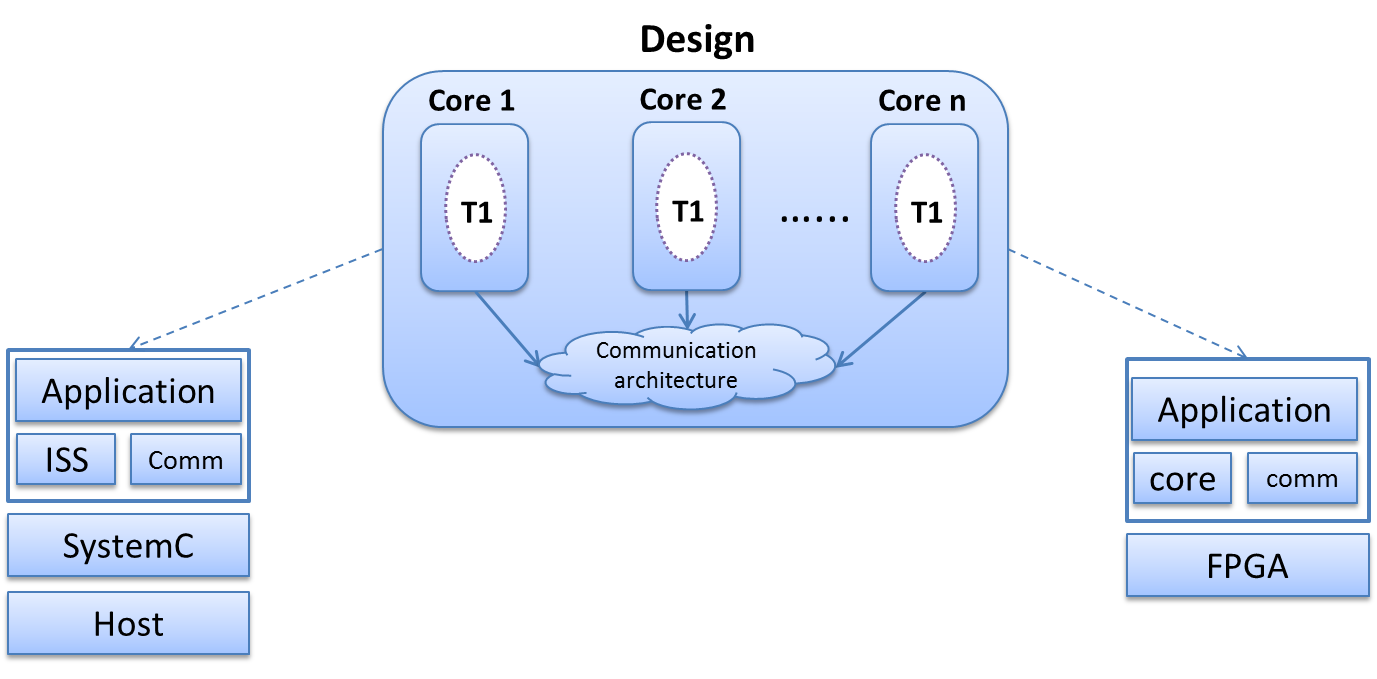 Design
Core 1
Core 2
Core n
T1
T1
......
T1
Communication
architecture
Application
ISS
Comm
SystemC
Host
Application
core
comm
FPGA